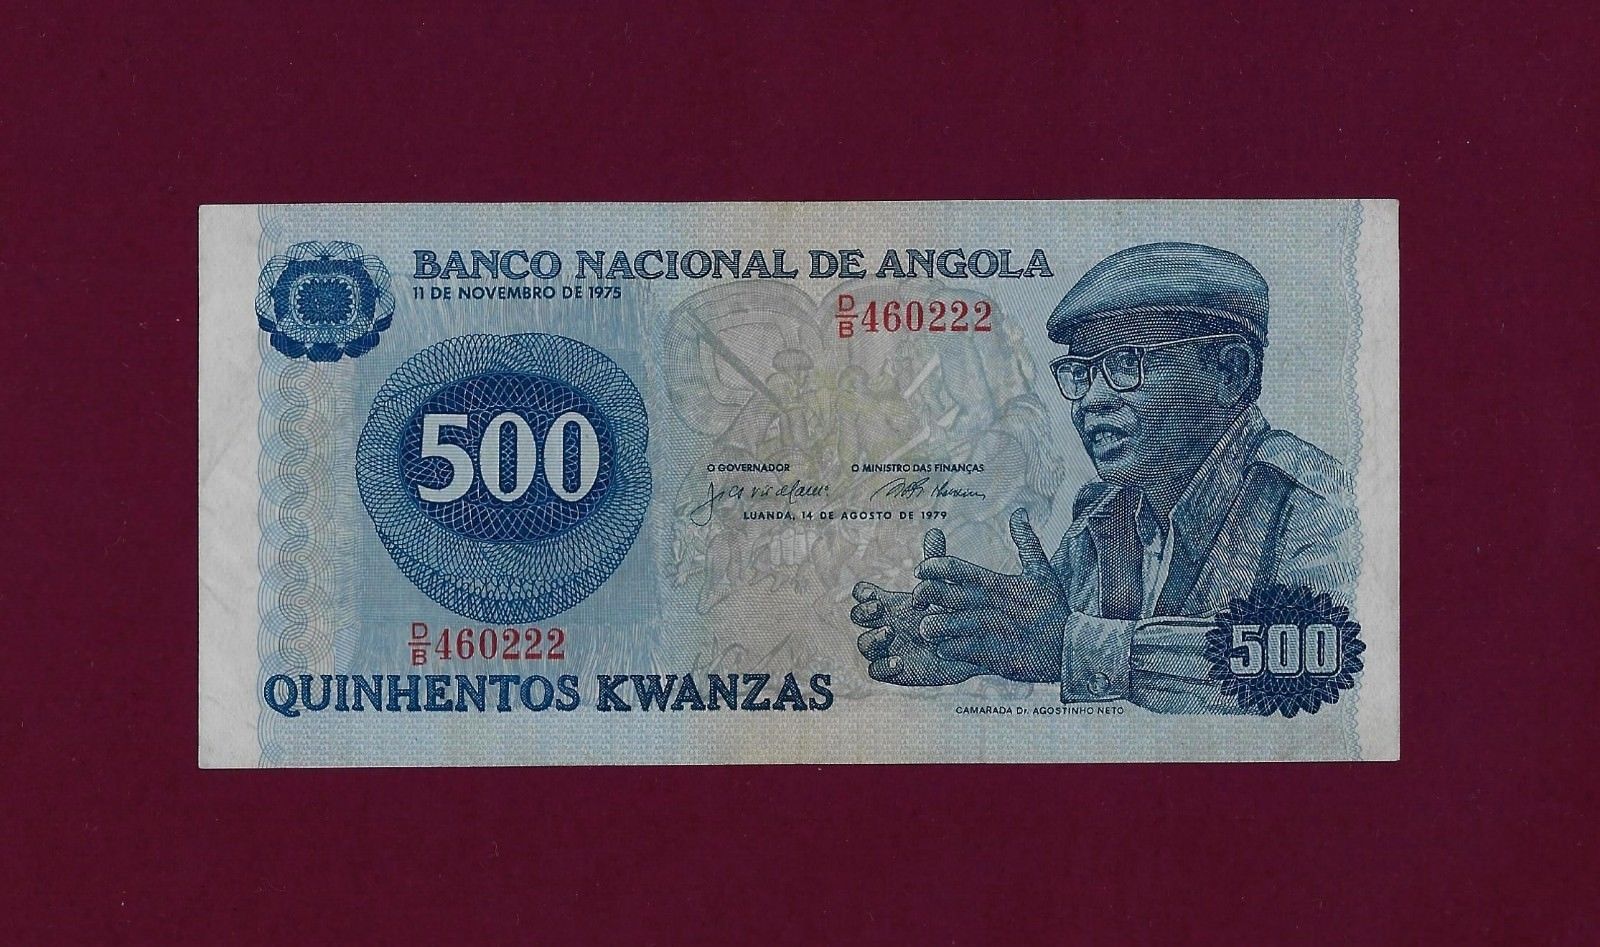 BANCO NACIONAL DE ANGOLA
11 DE NOVEMBRO DE 1975
D/B 460222
500
O GOVERNADOR O MINISTRO DAS FINANÇAS
LUANDA, 14 DE AGOSTO DE 1979
D/B 460222
500
QUINHENTOS KWANZAS
CAMARADA Dr. AGOSTINHO NETO